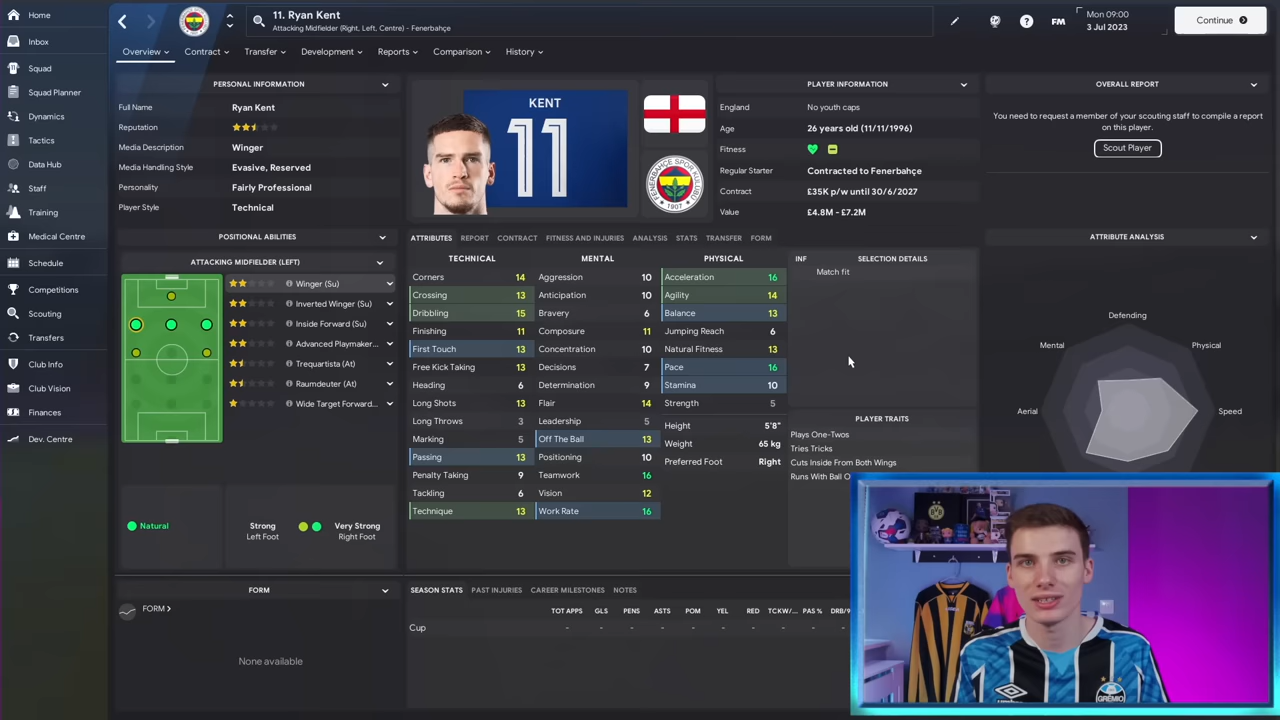 Home
Inbox
Squad
Squad Planner
Dynamics
Tactics
Data Hub
Staff
Training
Medical Centre
Schedule
Competitions
Scouting
Transfers
Club Info
Club Vision
Finances
Dev. Centre
11. Ryan Kent
Attacking Midfielder (Right, Left, Centre) - Fenerbahçe
FM
Mon 09:00
3 Jul 2023
Continue
Overview
Contract
Transfer
Development
Reports
Comparison
History
PERSONAL INFORMATION
Full Name Ryan Kent
Reputation
Media Description Winger
Media Handling Style Evasive, Reserved
Personality Fairly Professional
Player Style Technical
KENT
11
FENERBAHÇE SPOR KULÜBÜ
1907
PLAYER INFORMATION
England No youth caps
Age 26 years old (11/11/1996)
Fitness
Regular Starter Contracted to Fenerbahçe
Contract £35K p/w until 30/6/2027
Value £4.8M - £7.2M
OVERALL REPORT
You need to request a member of your scouting staff to compile a report
on this player.
Scout Player
POSITIONAL ABILITIES
ATTACKING MIDFIELDER (LEFT)
Winger (Su)
Inverted Winger (Su)
Inside Forward (Su)
Advanced Playmaker...
Trequartista (At)
Raumdeuter (At)
Wide Target Forward...
Natural
Strong
Left Foot
Very Strong
Right Foot
ATTRIBUTES
REPORT
CONTRACT
FITNESS AND INJURIES
ANALYSIS
STATS
TRANSFER
FORM
TECHNICAL
Corners 14
Crossing 13
Dribbling 15
Finishing 11
First Touch 13
Free Kick Taking 13
Heading 6
Long Shots 13
Long Throws 3
Marking 5
Passing 13
Penalty Taking 9
Tackling 6
Technique 13
MENTAL
Aggression 10
Anticipation 10
Bravery 6
Composure 11
Concentration 10
Decisions 7
Determination 9
Flair 14
Leadership 5
Off The Ball 13
Positioning 10
Teamwork 16
Vision 12
Work Rate 16
PHYSICAL
Acceleration 16
Agility 14
Balance 13
Jumping Reach 6
Natural Fitness 13
Pace 16
Stamina 10
Strength 5
Height 5'8"
Weight 65 kg
Preferred Foot Right
INF SELECTION DETAILS
Match fit
PLAYER TRAITS
Plays One-Twos
Tries Tricks
Cuts Inside From Both Wings
Runs With Ball O
ATTRIBUTE ANALYSIS
Defending
Mental
Physical
Aerial
Speed
FORM
FORM
None available
SEASON STATS
PAST INJURIES
CAREER MILESTONES
NOTES
TOT APPS GLS PENS ASTS POM YEL RED TCKW/... PAS % DRB/9
Cup - - - - - - - - - -
GRÊMIO